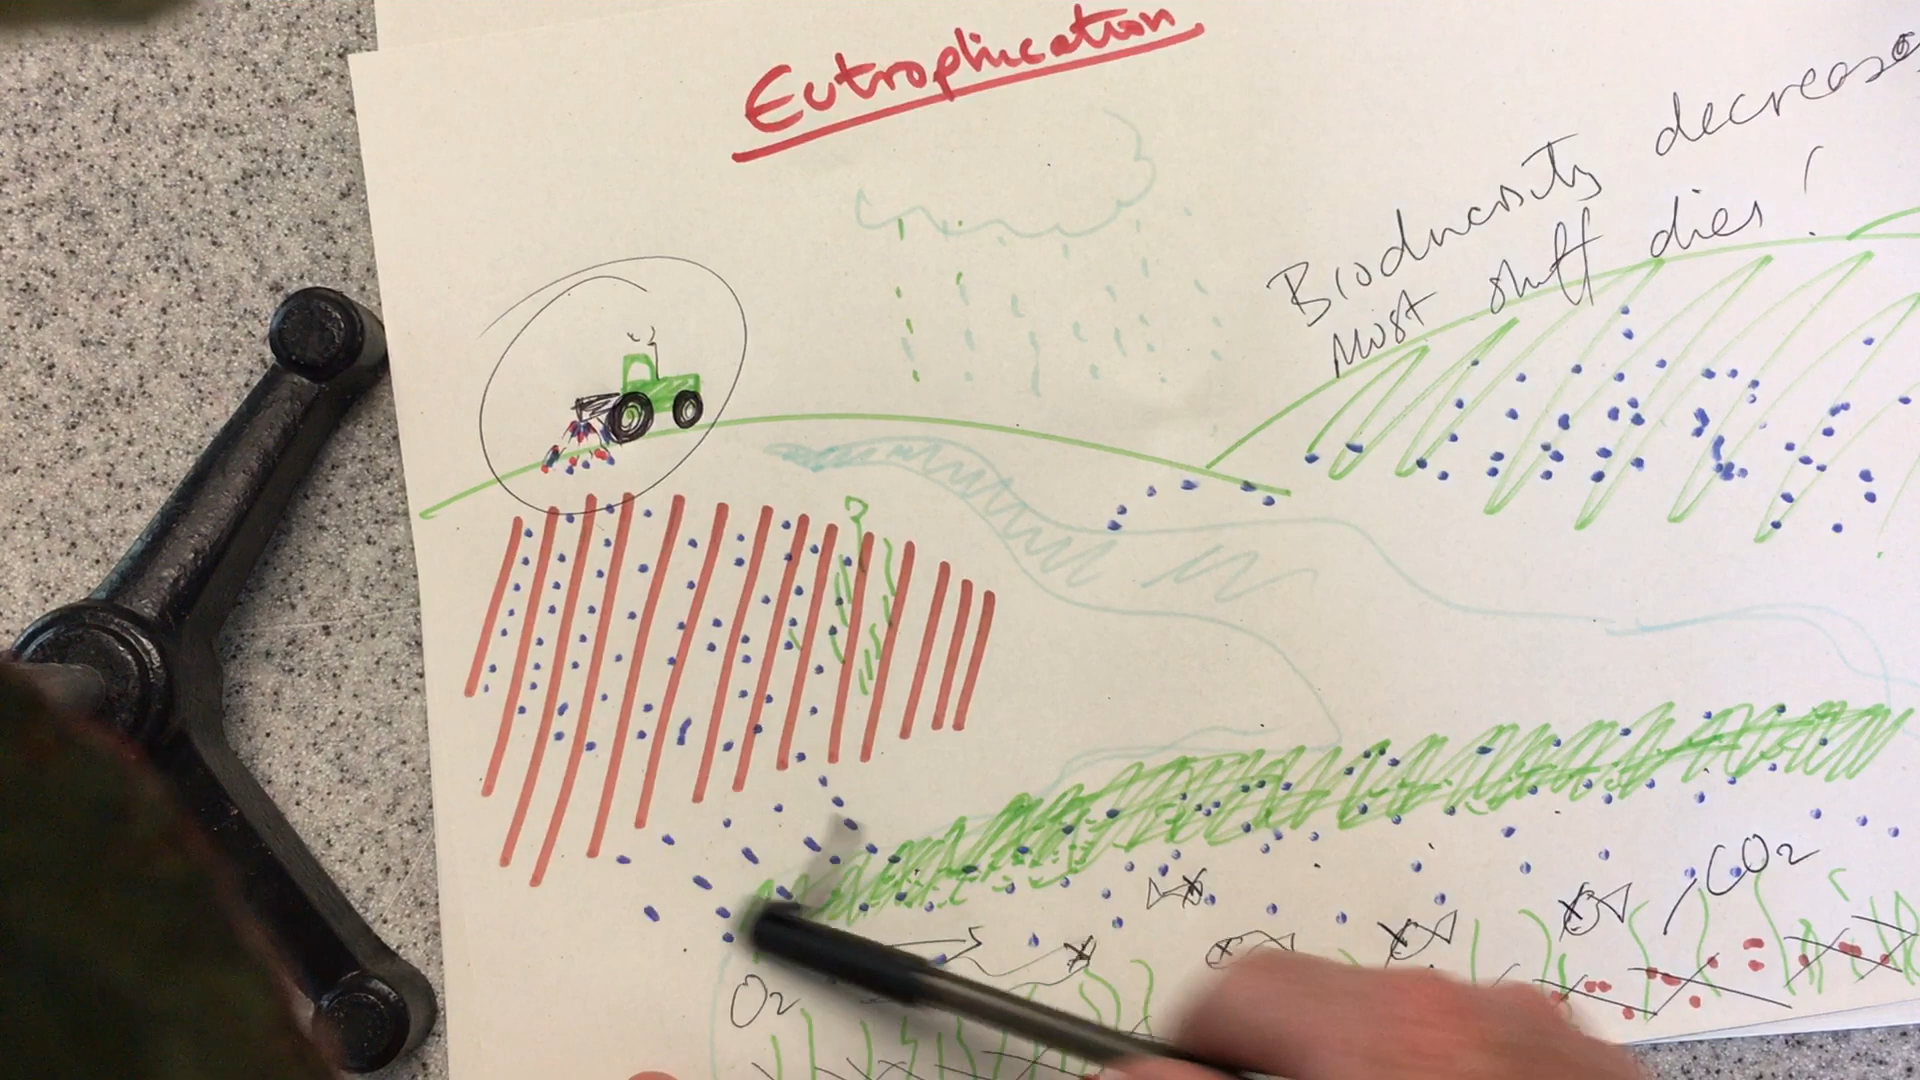 Eutrophication
Biodiversity decreases
Most stuff dies!
CO2
O2